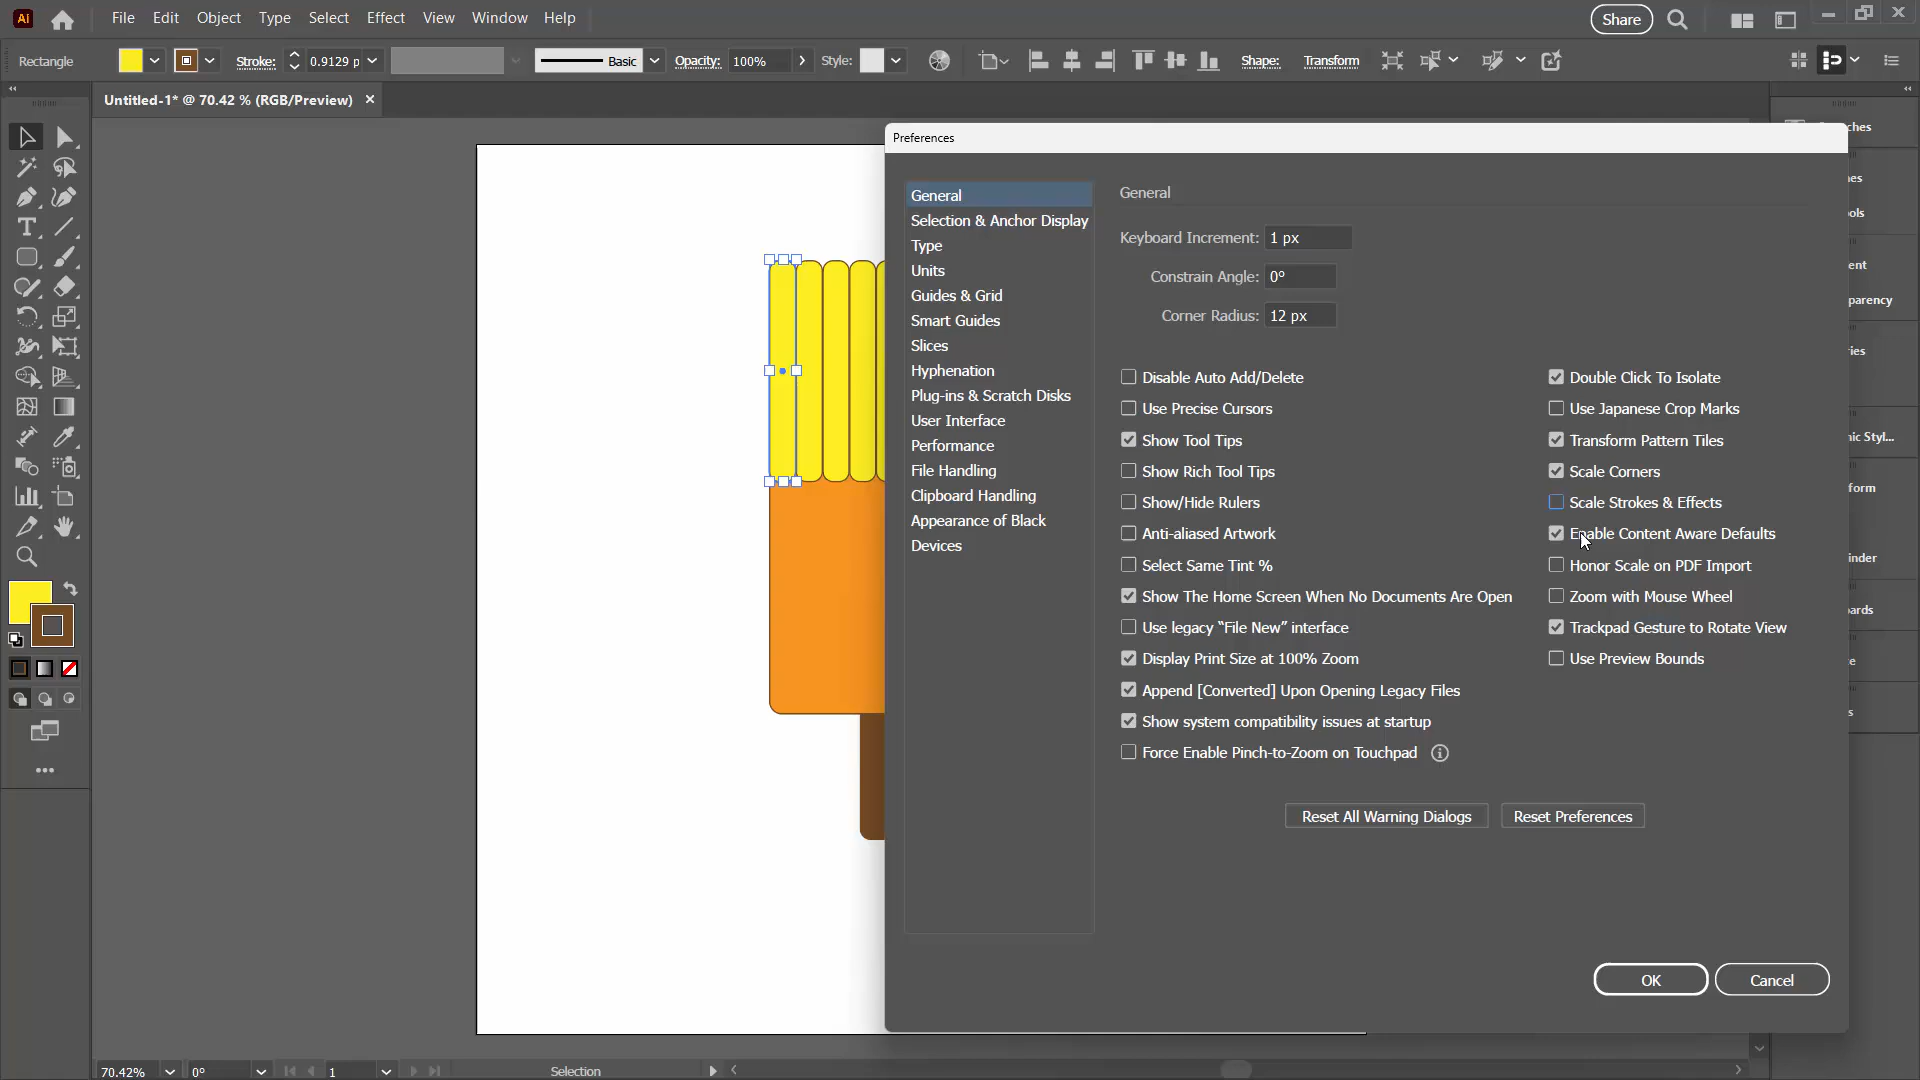 Ai File Edit Object Type Select Effect View Window Help Share
Rectangle Stroke: 0.9129 p Basic Opacity: 100% Style: Shape: Transform
Untitled-1* @ 70.42 % (RGB/Preview) ×
Preferences
General
Selection & Anchor Display
Type
Units
Guides & Grid
Smart Guides
Slices
Hyphenation
Plug-ins & Scratch Disks
User Interface
Performance
File Handling
Clipboard Handling
Appearance of Black
Devices
General
Keyboard Increment: 1 px
Constrain Angle: 0°
Corner Radius: 12 px
Disable Auto Add/Delete
Use Precise Cursors
Show Tool Tips
Show Rich Tool Tips
Show/Hide Rulers
Anti-aliased Artwork
Select Same Tint %
Show The Home Screen When No Documents Are Open
Use legacy “File New” interface
Display Print Size at 100% Zoom
Append [Converted] Upon Opening Legacy Files
Show system compatibility issues at startup
Force Enable Pinch-to-Zoom on Touchpad
Double Click To Isolate
Use Japanese Crop Marks
Transform Pattern Tiles
Scale Corners
Scale Strokes & Effects
Enable Content Aware Defaults
Honor Scale on PDF Import
Zoom with Mouse Wheel
Trackpad Gesture to Rotate View
Use Preview Bounds
Reset All Warning Dialogs Reset Preferences
OK Cancel
70.42% 0° 1 Selection